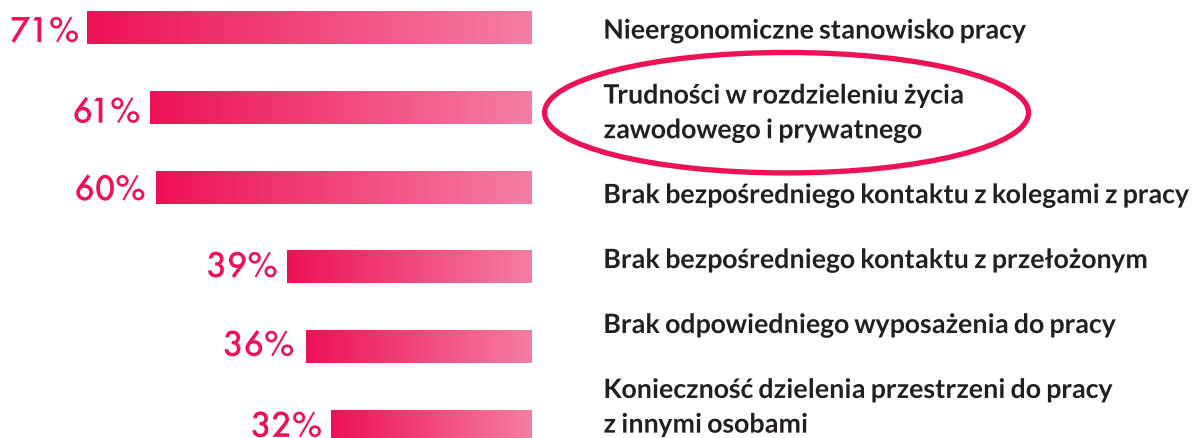 71% Nieergonomiczne stanowisko pracy
61% Trudności w rozdzieleniu życia
zawodowego i prywatnego
60% Brak bezpośredniego kontaktu z kolegami z pracy
39% Brak bezpośredniego kontaktu z przełożonym
36% Brak odpowiedniego wyposażenia do pracy
32% Konieczność dzielenia przestrzeni do pracy
z innymi osobami